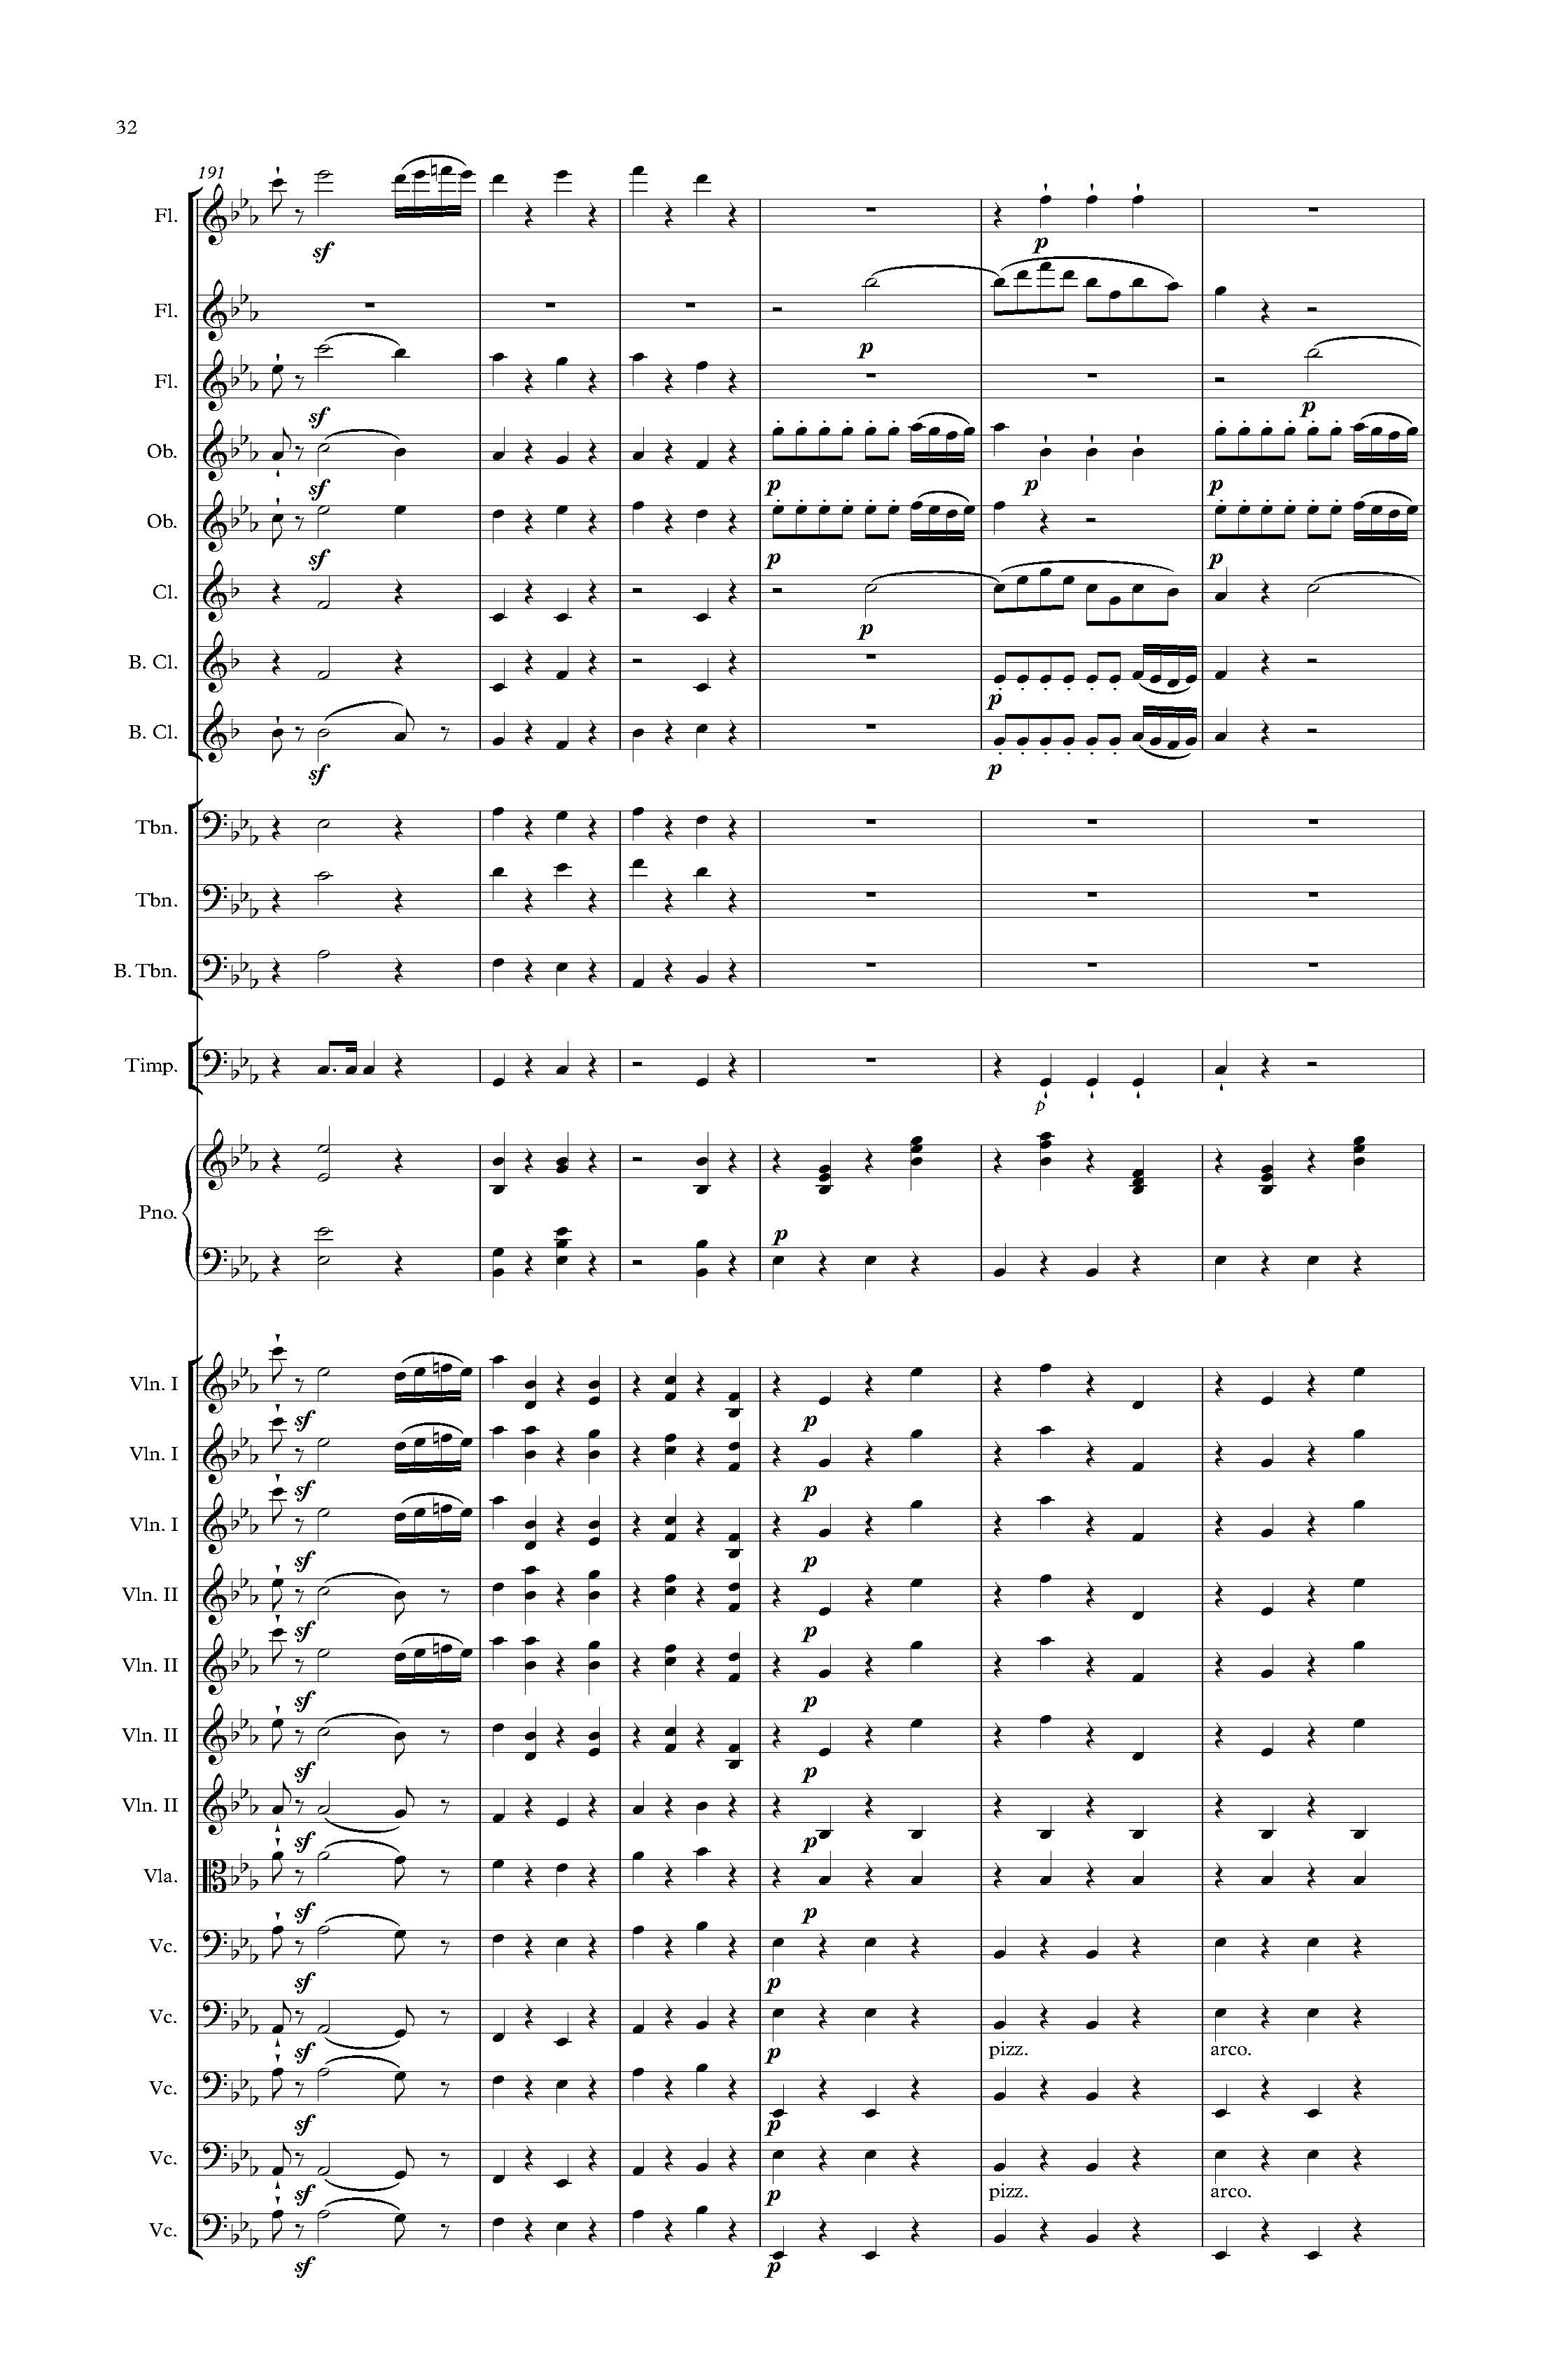 32
191
Fl.
sf
p
Fl.
p
Fl.
sf
p
Ob.
sf
p
p
p
Ob.
sf
p
p
Cl.
p
B. Cl.
p
B. Cl.
sf
p
Tbn.
Tbn.
B. Tbn.
Timp.
p
Pno.
p
Vln. I
sf
p
Vln. I
sf
p
Vln. I
sf
p
Vln. II
sf
p
Vln. II
sf
p
Vln. II
sf
p
Vln. II
sf
p
Vla.
sf
p
Vc.
sf
p
Vc.
sf
p
pizz.
arco.
Vc.
sf
p
Vc.
sf
p
pizz.
arco.
Vc.
sf
p